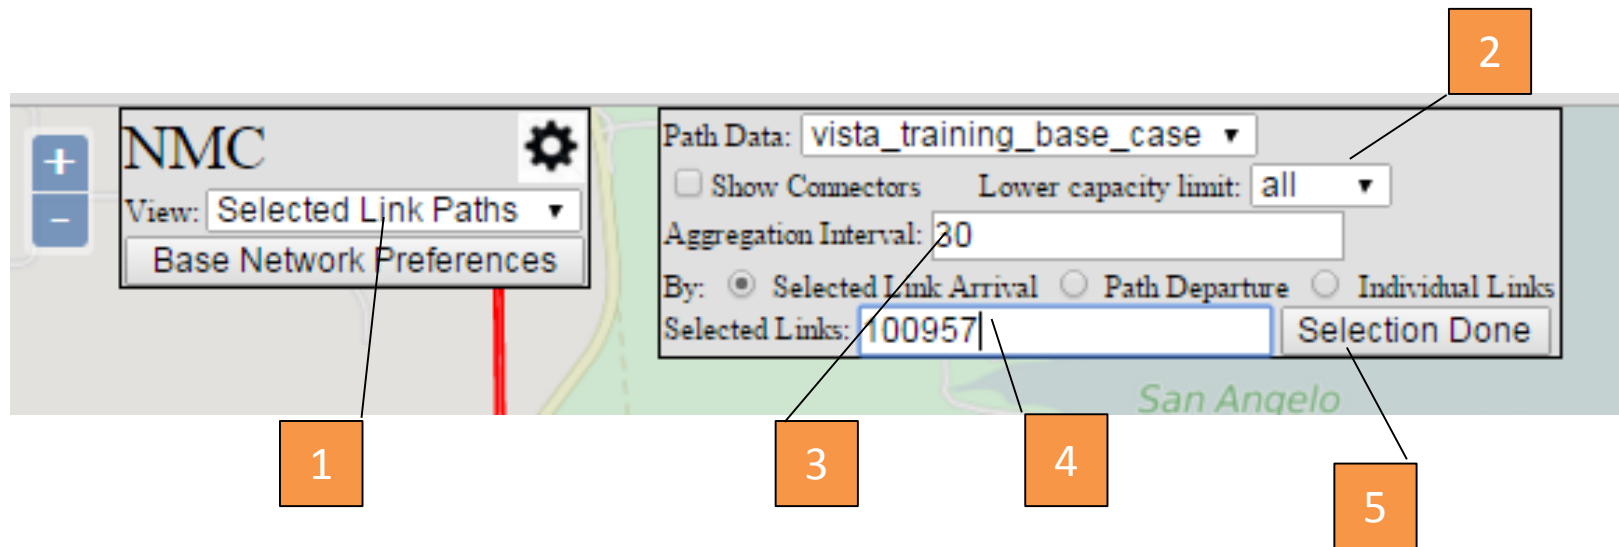 2
+
-
NMC
View: Selected Link Paths
Base Network Preferences
Path Data: vista_training_base_case
Show Connectors Lower capacity limit: all
Aggregation Interval: 30
By: Selected Link Arrival Path Departure Individual Links
Selected Links: 100957 Selection Done
San Angelo
1
3
4
5